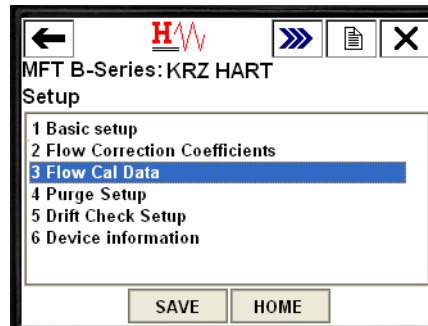 H
MFT B-Series: KRZ HART
Setup
1 Basic setup
2 Flow Correction Coefficients
3 Flow Cal Data
4 Purge Setup
5 Drift Check Setup
6 Device information
SAVE HOME